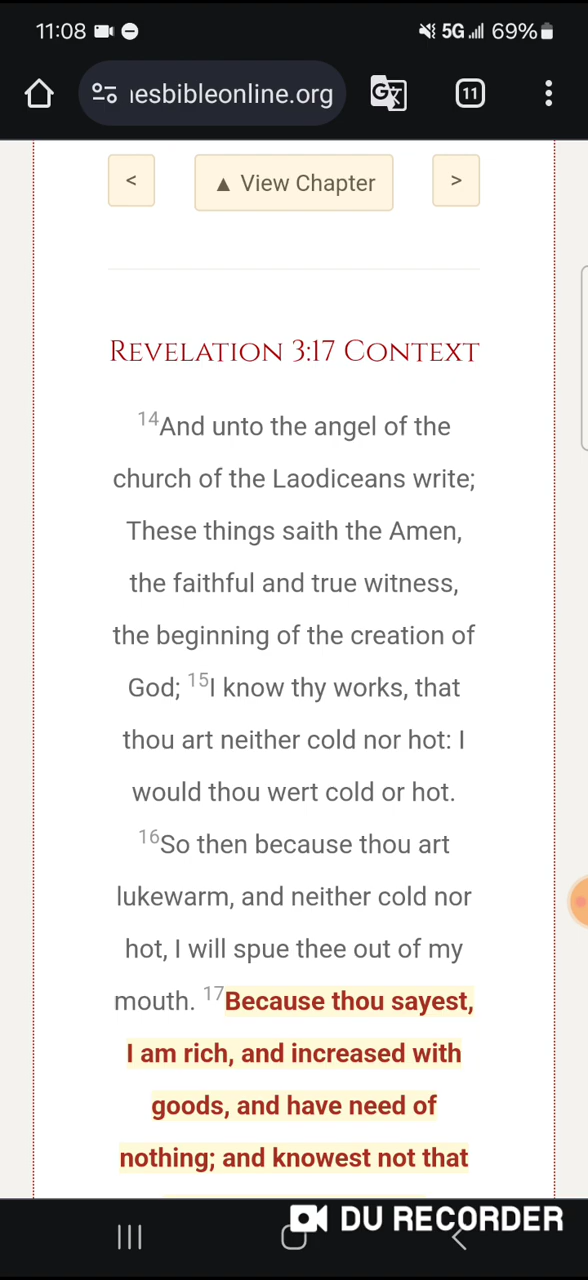 11:08 5G 69%
nesbibleonline.org 11
< ▲ View Chapter >
Revelation 3:17 Context
14And unto the angel of the
church of the Laodiceans write;
These things saith the Amen,
the faithful and true witness,
the beginning of the creation of
God; 15I know thy works, that
thou art neither cold nor hot: I
would thou wert cold or hot.
16So then because thou art
lukewarm, and neither cold nor
hot, I will spue thee out of my
mouth. 17Because thou sayest,
I am rich, and increased with
goods, and have need of
nothing; and knowest not that
DU RECORDER